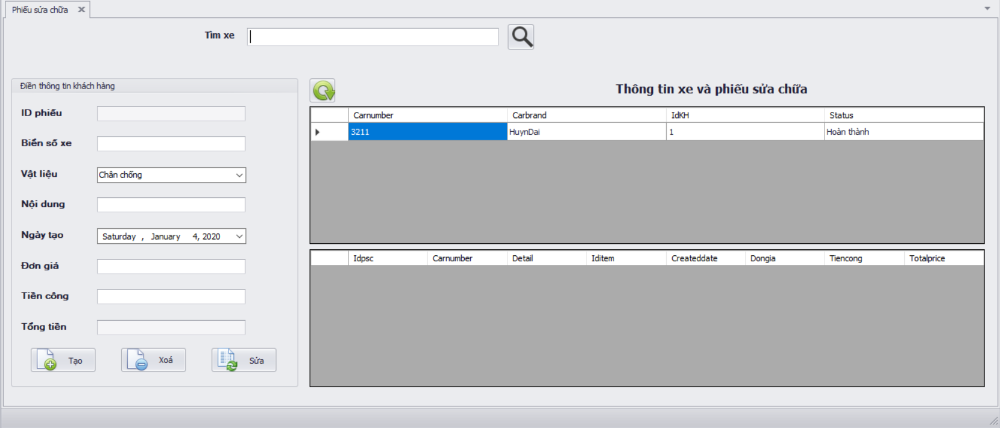 Phiếu sửa chữa
Tìm xe
Điền thông tin khách hàng
Thông tin xe và phiếu sửa chữa
ID phiếu
Biển số xe
Vật liệu Chân chống
Nội dung
Ngày tạo Saturday , January 4, 2020
Đơn giá
Tiền công
Tổng tiền
Tạo Xoá Sửa
Carnumber Carbrand IdKH Status
3211 HuynDai 1 Hoàn thành
Idpsc Carnumber Detail Iditem Createddate Dongia Tiencong Totalprice